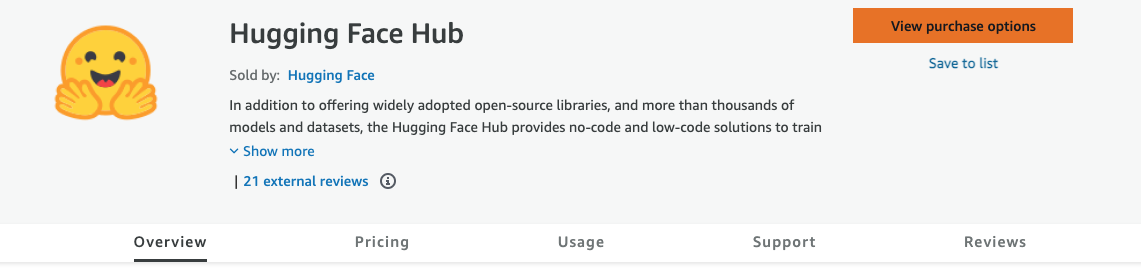 Hugging Face Hub
View purchase options
Save to list
Sold by: Hugging Face
In addition to offering widely adopted open-source libraries, and more than thousands of
models and datasets, the Hugging Face Hub provides no-code and low-code solutions to train
Show more
| 21 external reviews
Overview Pricing Usage Support Reviews